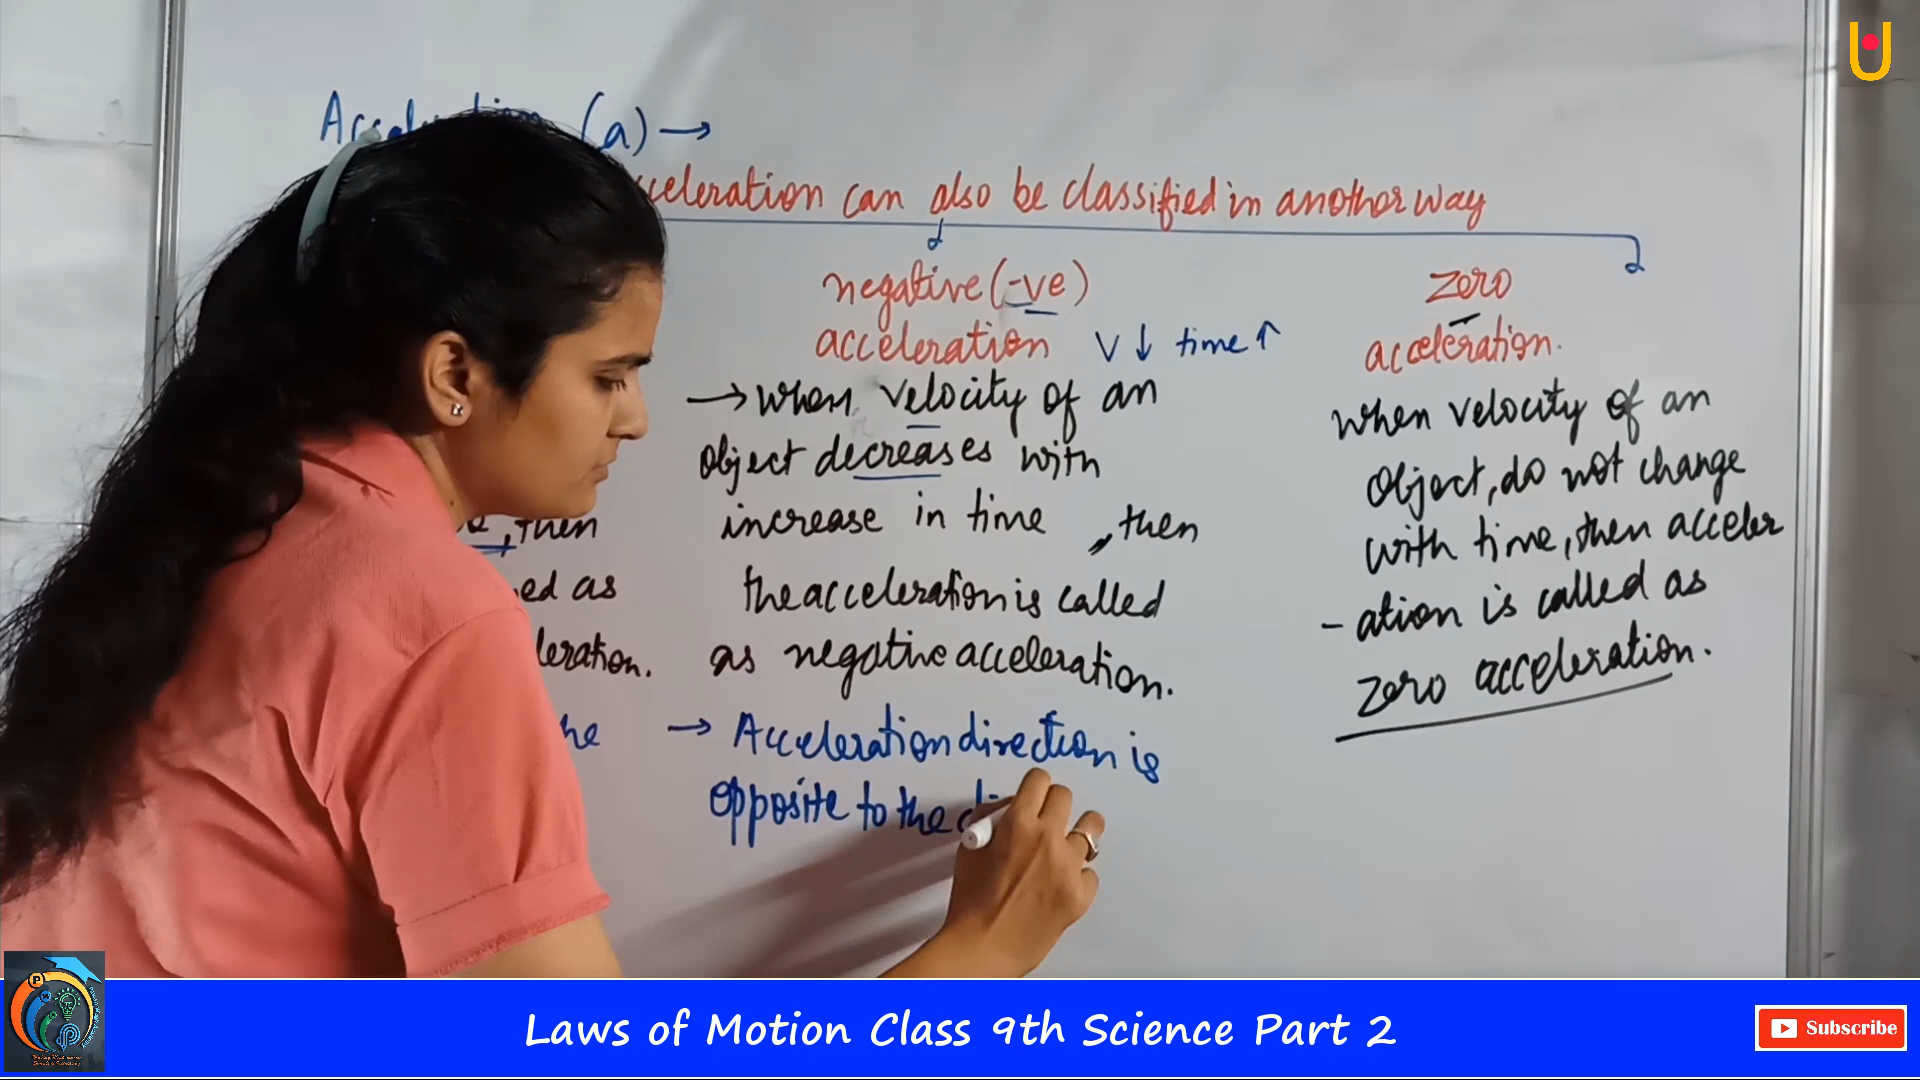 (a) →
acceleration can also be classified in another way
negative (-ve)
acceleration V ↓ time ↑
zero
acceleration.
, then
ed as
leration.
he
→ When velocity of an
object decreases with
increase in time , then
the acceleration is called
as negative acceleration.
→ Acceleration direction is
opposite to the di
when velocity of an
object, do not change
with time, then acceler
- ation is called as
zero acceleration.
Laws of Motion Class 9th Science Part 2
Subscribe